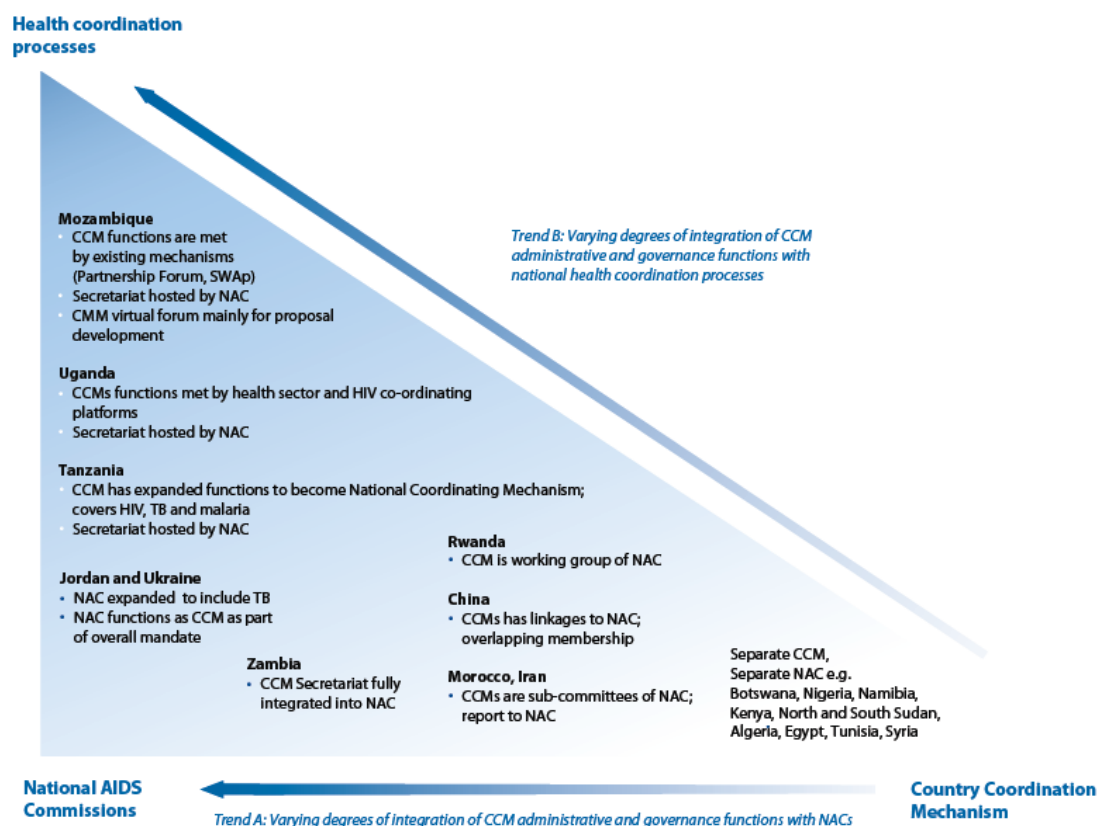 Health coordination
processes
Mozambique
• CCM functions are met
by existing mechanisms
(Partnership Forum, SWAp)
• Secretariat hosted by NAC
• CMM virtual forum mainly for proposal
development
Trend B: Varying degrees of integration of CCM
administrative and governance functions with
national health coordination processes
Uganda
• CCMs functions met by health sector and HIV co-ordinating
platforms
• Secretariat hosted by NAC
Tanzania
• CCM has expanded functions to become National Coordinating Mechanism;
covers HIV, TB and malaria
• Secretariat hosted by NAC
Jordan and Ukraine
• NAC expanded to include TB
• NAC functions as CCM as part
of overall mandate
Zambia
• CCM Secretariat fully
integrated into NAC
Rwanda
• CCM is working group of NAC
China
• CCMs has linkages to NAC;
overlapping membership
Morocco, Iran
• CCMs are sub-committees of NAC;
report to NAC
Separate CCM,
Separate NAC e.g.
Botswana, Nigeria, Namibia,
Kenya, North and South Sudan,
Algeria, Egypt, Tunisia, Syria
National AIDS
Commissions
Trend A: Varying degrees of integration of CCM administrative and governance functions with NACs
Country Coordination
Mechanism